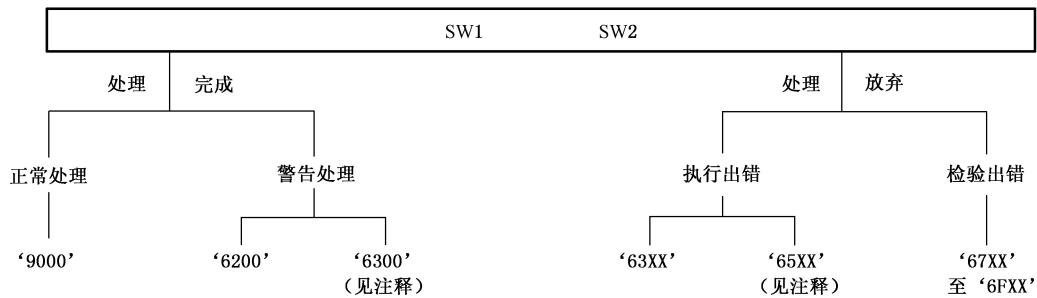 SW1 SW2
处理 完成 处理 放弃
正常处理 警告处理 执行出错 检验出错
‘9000’ ‘6200’ ‘6300’ ‘63XX’ ‘65XX’ ‘67XX’
（见注释） （见注释） 至‘6FXX’